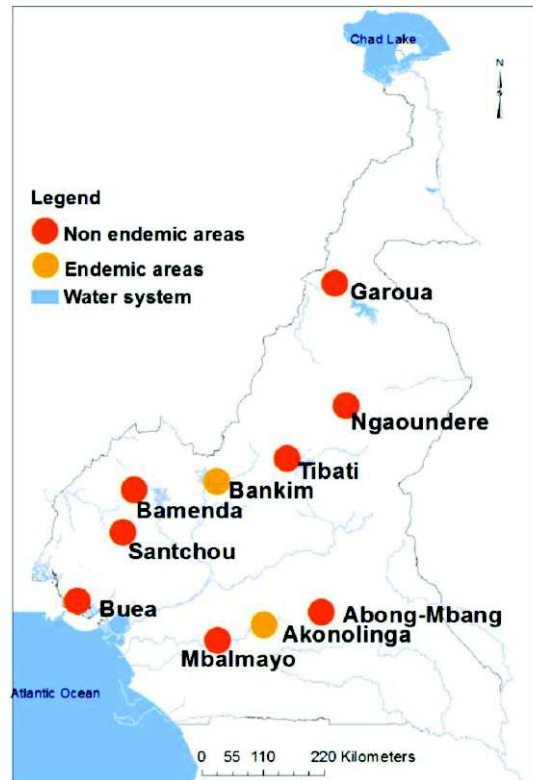 Chad Lake
N
Legend
Non endemic areas
Endemic areas
Water system
Garoua
Ngaoundere
Tibati
Bankim
Bamenda
Santchou
Buea
Abong-Mbang
Akonolinga
Mbalmayo
Atlantic Ocean
0 55 110 220 Kilometers